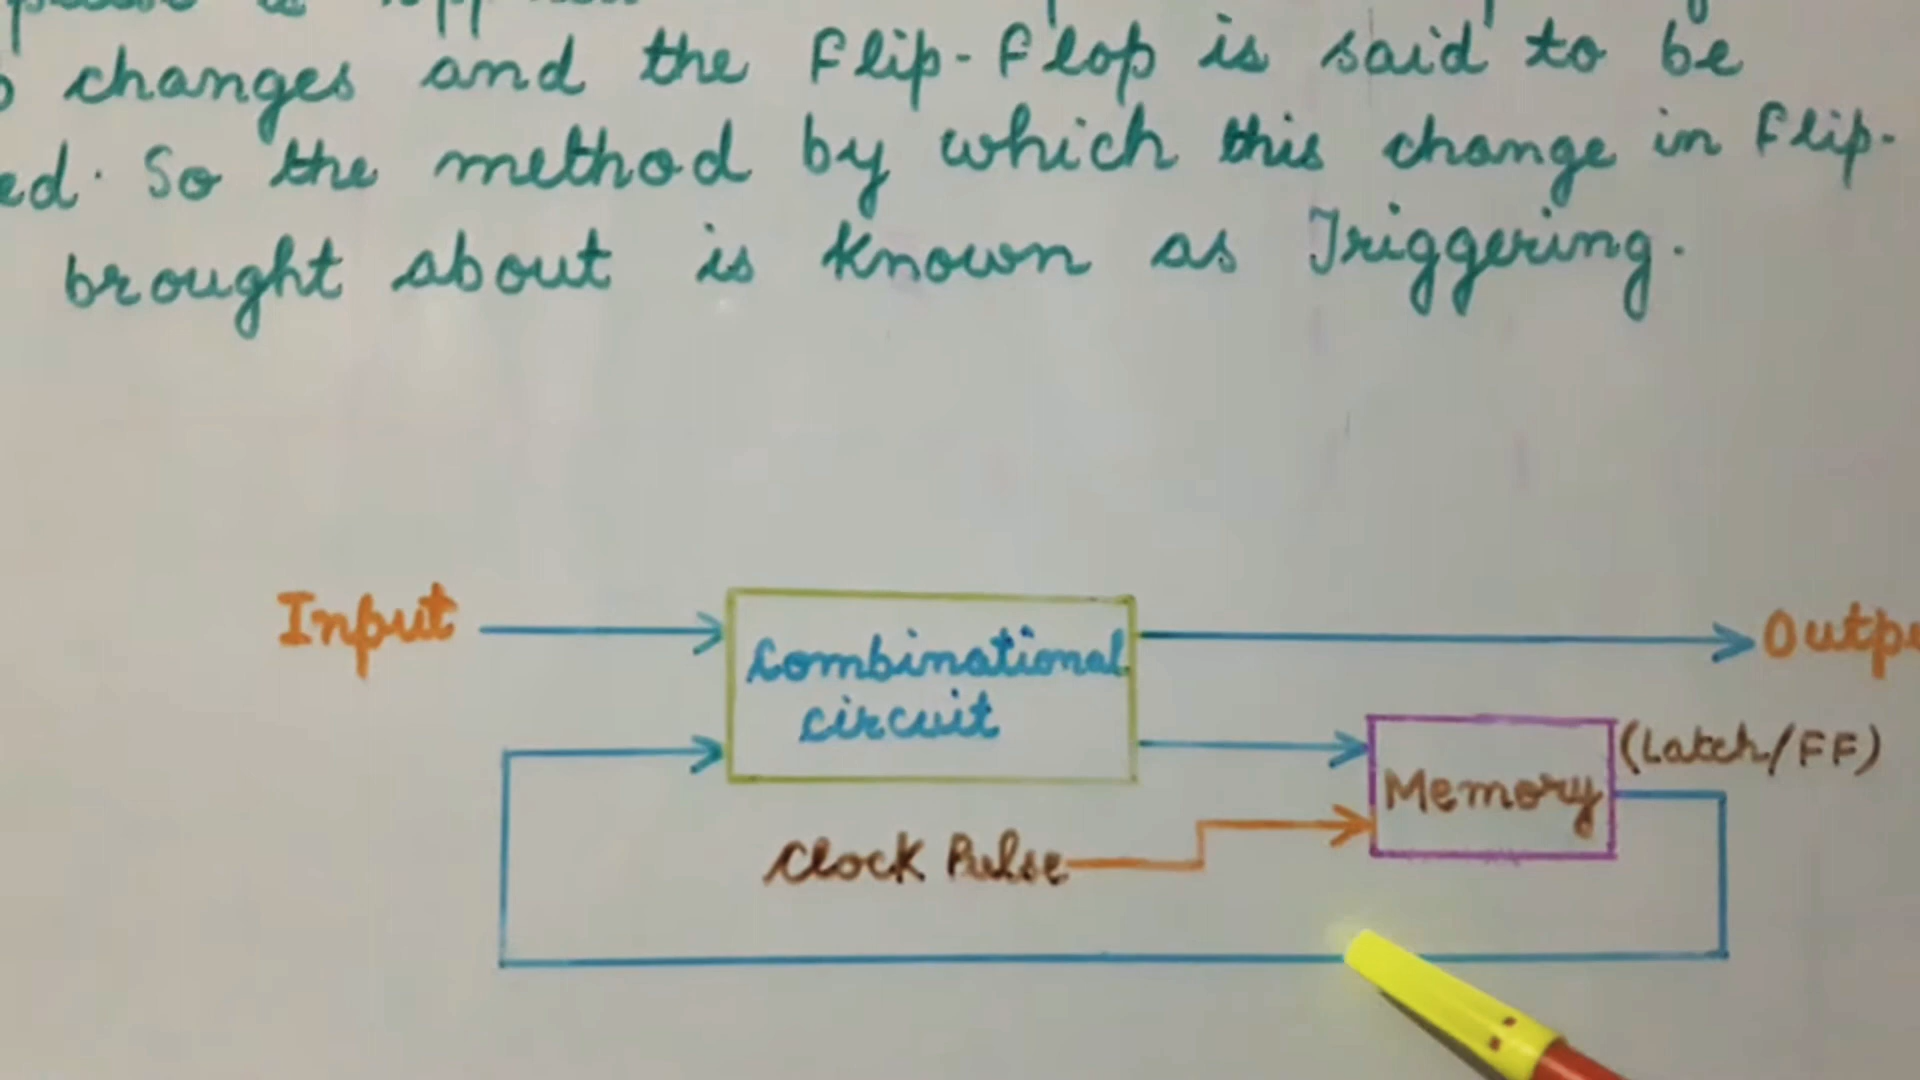 changes and the Flip-Flop is said to be
ed. So the method by which this change in Flip-
brought about is known as Triggering.
Input
Combinational
circuit
Outpu
(Latch/FF)
Memory
Clock Pulse